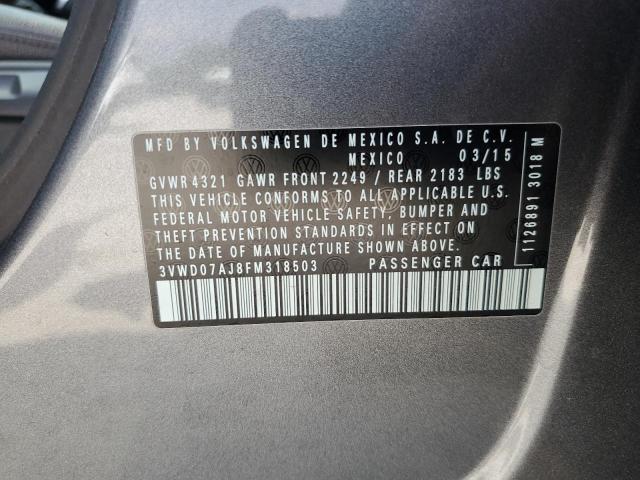 MFD BY VOLKSWAGEN DE MEXICO S.A. DE C.V.
MEXICO 03/15
GVWR 4321 GAWR FRONT 2249 / REAR 2183 LBS
THIS VEHICLE CONFORMS TO ALL APPLICABLE U.S.
FEDERAL MOTOR VEHICLE SAFETY, BUMPER AND
THEFT PREVENTION STANDARDS IN EFFECT ON THE
DATE OF MANUFACTURE SHOWN ABOVE.
3VWD07AJ8FM318503 PASSENGER CAR
1126891 3018 M